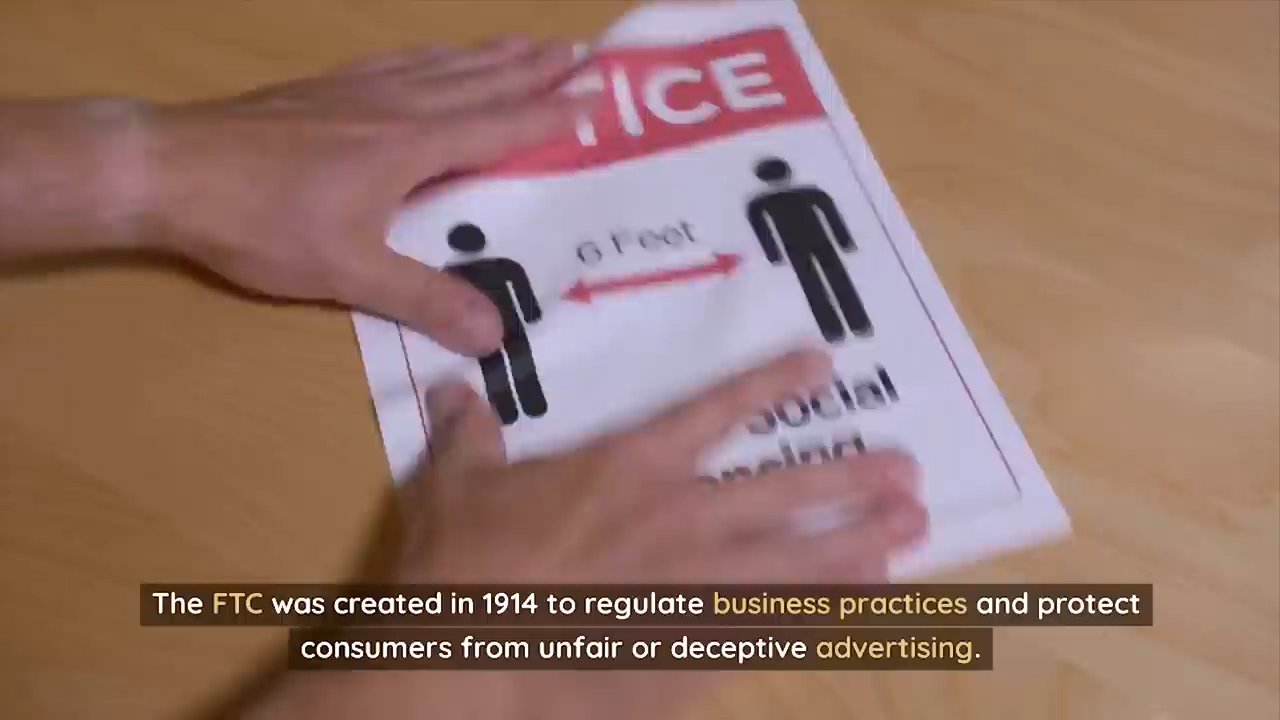 TICE
6 Feet
Social
ancing
The FTC was created in 1914 to regulate business practices and protect
consumers from unfair or deceptive advertising.